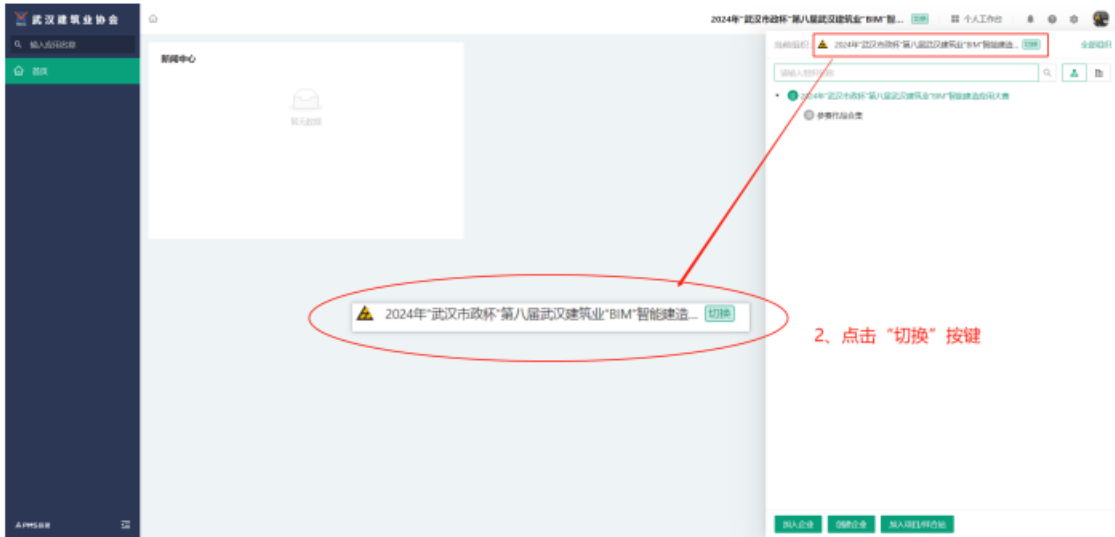 武汉建筑业协会
输入应用名称
首页
新闻中心
暂无数据
2024年"武汉市政杯"第八届武汉建筑业"BIM"智... 切换
个人工作台
当前组织: 2024年"武汉市政杯"第八届武汉建筑业"BIM"智能建造... 切换
全部组织
请输入组织名称
2024年"武汉市政杯"第八届武汉建筑业"BIM"智能建造应用大赛
参赛作品合集
2024年"武汉市政杯"第八届武汉建筑业"BIM"智能建造... 切换
2、点击“切换”按键
加入企业 创建企业